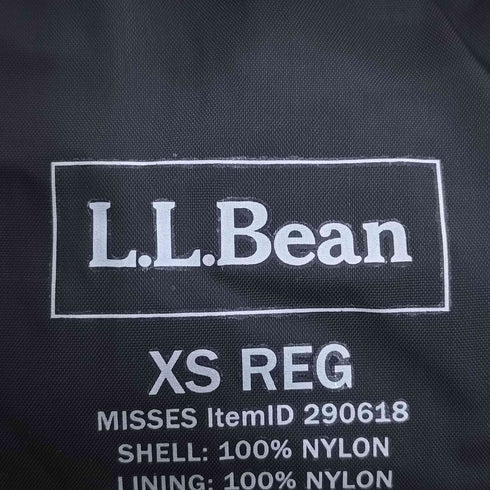 L.L.Bean
XS REG
MISSES ItemID 290618
SHELL: 100% NYLON
LINING: 100% NYLON